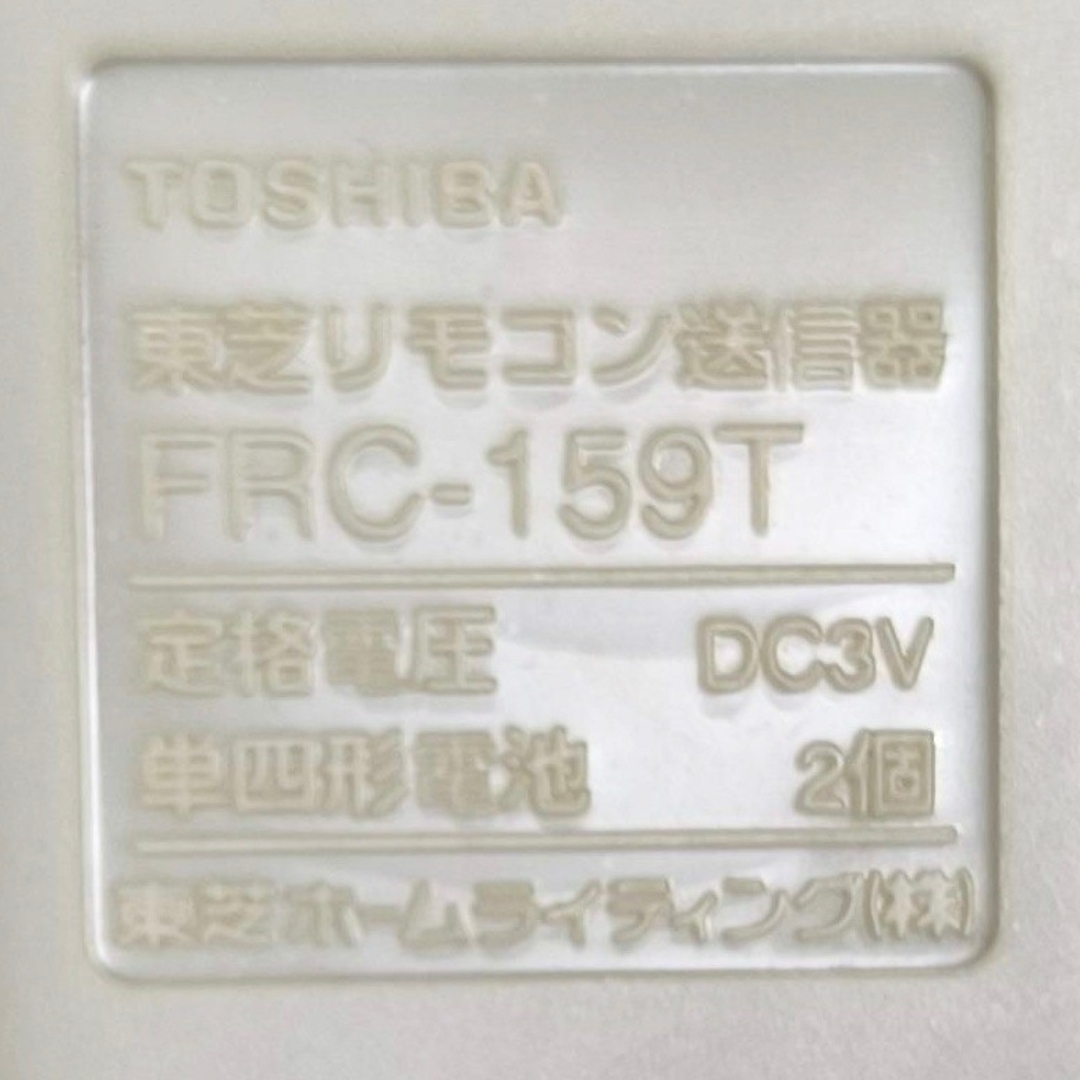 TOSHIBA
東芝リモコン送信器
FRC-159T
定格電圧 DC3V
単四形電池 2個
東芝ホームライティング(株)